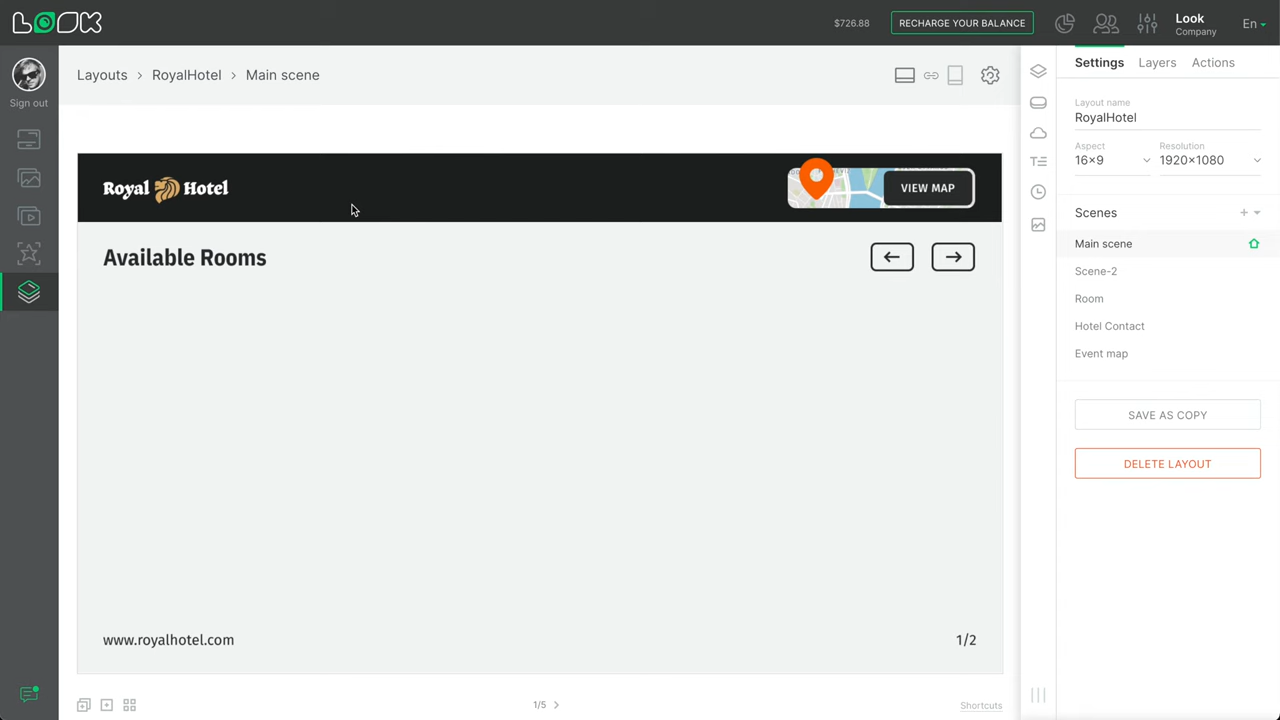 LOOK
$726.88
RECHARGE YOUR BALANCE
Look
Company
En
Sign out
Layouts > RoyalHotel > Main scene
Settings
Layers
Actions
Layout name
RoyalHotel
Aspect
Resolution
16×9
1920×1080
Royal Hotel
VIEW MAP
Scenes
Available Rooms
Main scene
Scene-2
Room
Hotel Contact
Event map
SAVE AS COPY
DELETE LAYOUT
www.royalhotel.com
1/2
1/5 >
Shortcuts